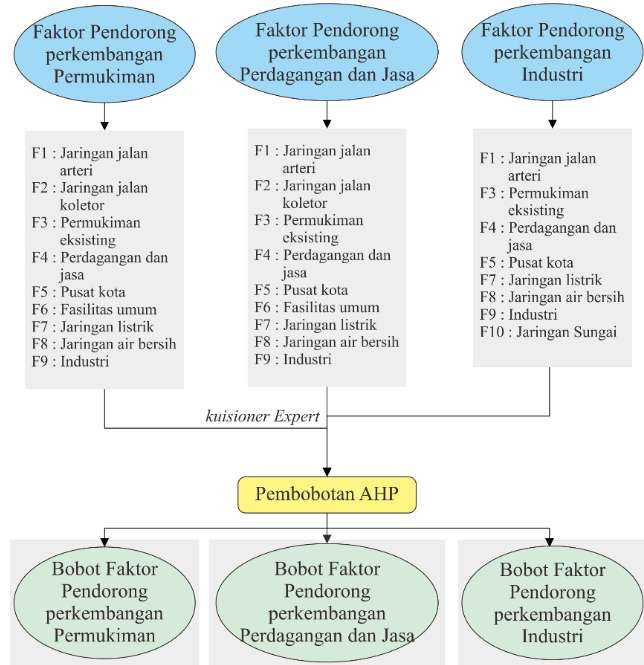 Faktor Pendorong
perkembangan
Permukiman
Faktor Pendorong
perkembangan
Perdagangan dan Jasa
Faktor Pendorong
perkembangan
Industri
F1 : Jaringan jalan
arteri
F2 : Jaringan jalan
koletor
F3 : Permukiman
eksisting
F4 : Perdagangan dan
jasa
F5 : Pusat kota
F6 : Fasilitas umum
F7 : Jaringan listrik
F8 : Jaringan air bersih
F9 : Industri
F1 : Jaringan jalan
arteri
F2 : Jaringan jalan
koletor
F3 : Permukiman
eksisting
F4 : Perdagangan dan
jasa
F5 : Pusat kota
F6 : Fasilitas umum
F7 : Jaringan listrik
F8 : Jaringan air bersih
F9 : Industri
F1 : Jaringan jalan
arteri
F3 : Permukiman
eksisting
F4 : Perdagangan dan
jasa
F5 : Pusat kota
F7 : Jaringan listrik
F8 : Jaringan air bersih
F9 : Industri
F10 : Jaringan Sungai
kuisioner Expert
Pembobotan AHP
Bobot Faktor
Pendorong
perkembangan
Permukiman
Bobot Faktor
Pendorong
perkembangan
Perdagangan dan Jasa
Bobot Faktor
Pendorong
perkembangan
Industri